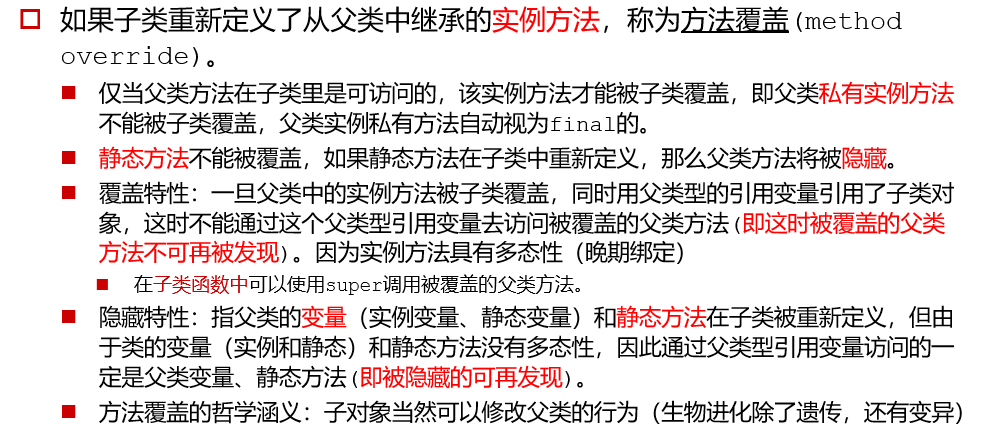 如果子类重新定义了从父类中继承的实例方法，称为方法覆盖(method
override)。
仅当父类方法在子类里是可访问的，该实例方法才能被子类覆盖，即父类私有实例方法
不能被子类覆盖，父类实例私有方法自动视为final的。
静态方法不能被覆盖，如果静态方法在子类中重新定义，那么父类方法将被隐藏。
覆盖特性：一旦父类中的实例方法被子类覆盖，同时用父类型的引用变量引用了子类对
象，这时不能通过这个父类型引用变量去访问被覆盖的父类方法(即这时被覆盖的父类
方法不可再被发现)。因为实例方法具有多态性（晚期绑定）
在子类函数中可以使用super调用被覆盖的父类方法。
隐藏特性：指父类的变量（实例变量、静态变量）和静态方法在子类被重新定义，但由
于类的变量（实例和静态）和静态方法没有多态性，因此通过父类型引用变量访问的一
定是父类变量、静态方法(即被隐藏的可再发现)。
方法覆盖的哲学涵义：子对象当然可以修改父类的行为（生物进化除了遗传，还有变异）